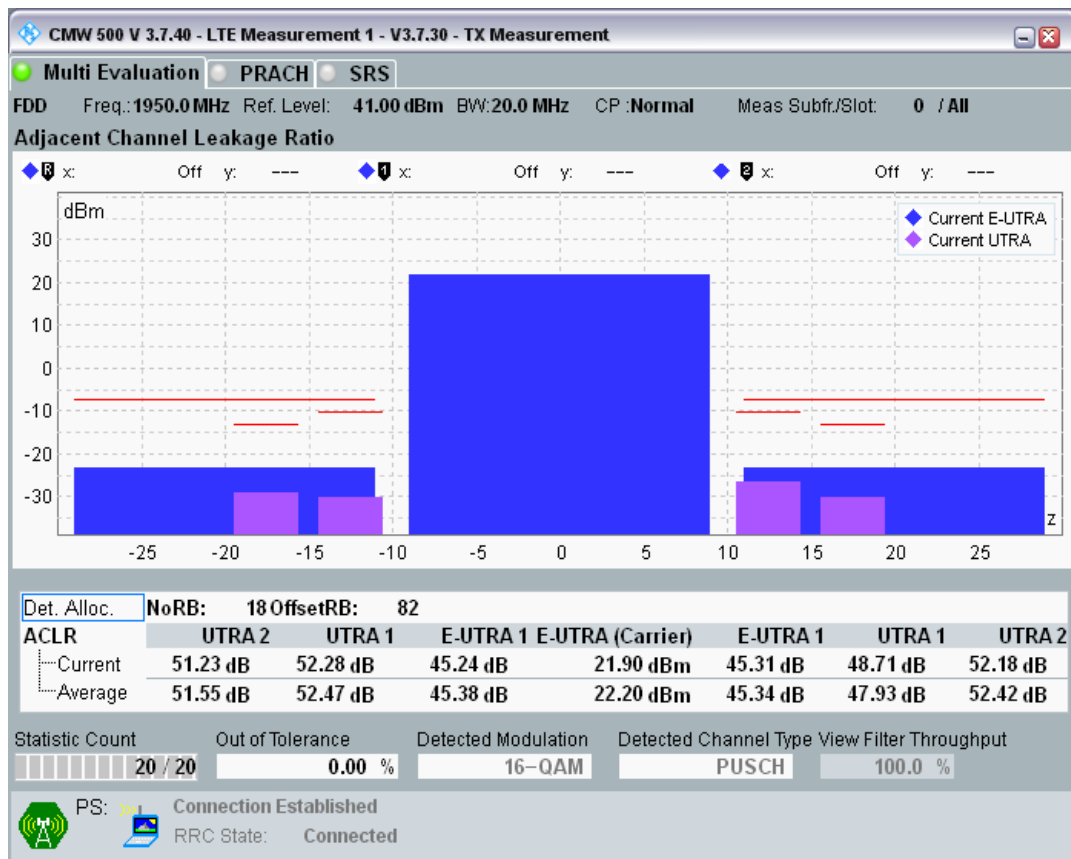 CMW 500 V 3.7.40 - LTE Measurement 1 - V3.7.30 - TX Measurement
Multi Evaluation PRACH SRS
FDD Freq.:1950.0 MHz Ref. Level: 41.00 dBm BW:20.0 MHz CP :Normal Meas Subfr./Slot: 0 / All
Adjacent Channel Leakage Ratio
R x: Off y: --- 1 x: Off y: --- 2 x: Off y: ---
dBm
Current E-UTRA
Current UTRA
30
20
10
0
-10
-20
-30
z
-25 -20 -15 -10 -5 0 5 10 15 20 25
Det. Alloc. NoRB: 18 OffsetRB: 82
ACLR UTRA 2 UTRA 1 E-UTRA 1 E-UTRA (Carrier) E-UTRA 1 UTRA 1 UTRA 2
Current 51.23 dB 52.28 dB 45.24 dB 21.90 dBm 45.31 dB 48.71 dB 52.18 dB
Average 51.55 dB 52.47 dB 45.38 dB 22.20 dBm 45.34 dB 47.93 dB 52.42 dB
Statistic Count Out of Tolerance Detected Modulation Detected Channel Type View Filter Throughput
20 / 20 0.00 % 16-QAM PUSCH 100.0 %
PS: Connection Established
RRC State: Connected